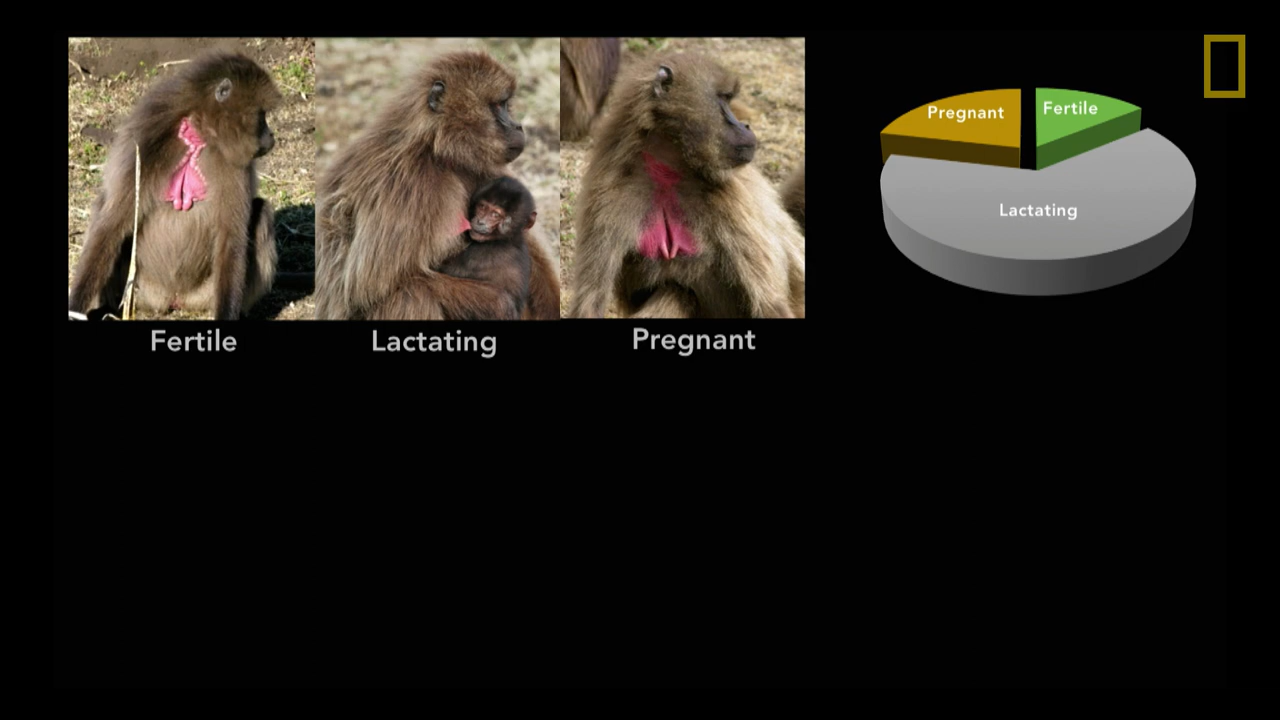 Fertile
Lactating
Pregnant
Pregnant
Fertile
Lactating